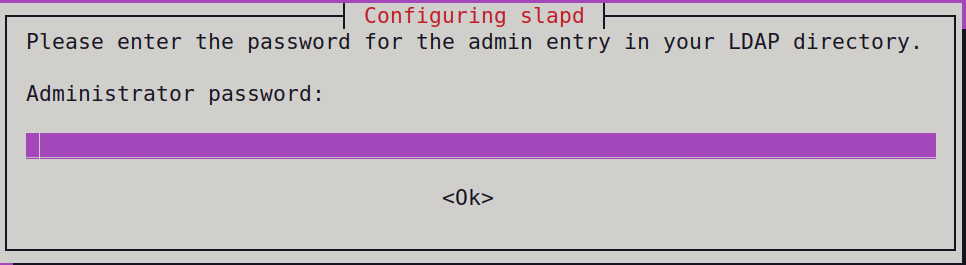 Configuring slapd
Please enter the password for the admin entry in your LDAP directory.
Administrator password:
<Ok>